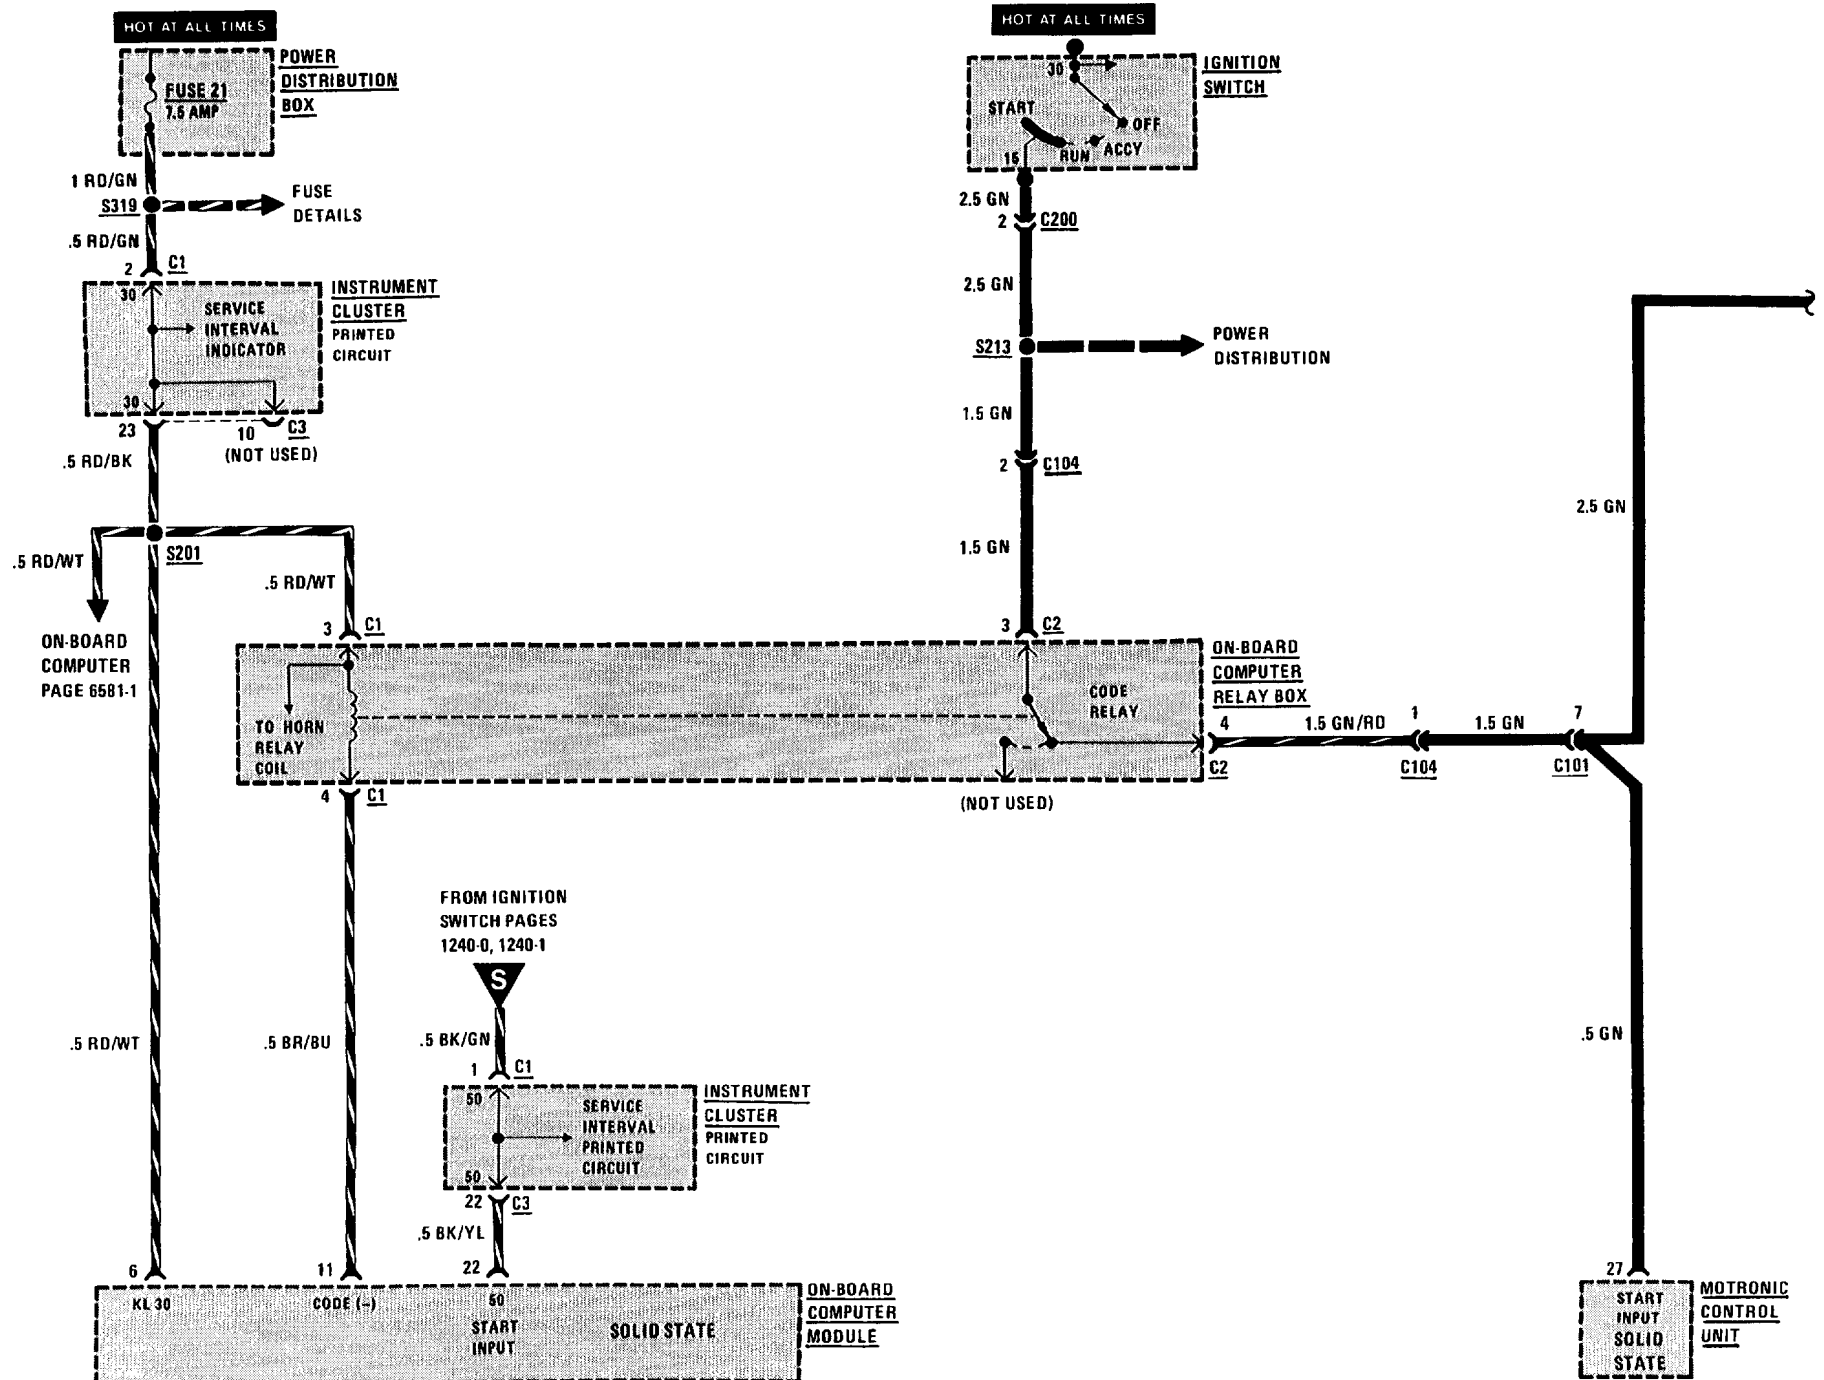 HOT AT ALL TIMES
POWER
DISTRIBUTION
BOX
FUSE 21
7.5 AMP
1 RD/GN
S319
FUSE
DETAILS
.5 RD/GN
2
C1
30
SERVICE
INTERVAL
INDICATOR
INSTRUMENT
CLUSTER
PRINTED
CIRCUIT
30
23
10
C3
(NOT USED)
.5 RD/BK
S201
.5 RD/WT
.5 RD/WT
ON-BOARD
COMPUTER
PAGE 6581-1
3
C1
TO HORN
RELAY
COIL
4
C1
HOT AT ALL TIMES
IGNITION
SWITCH
30
START
OFF
ACCY
RUN
15
2.5 GN
2
C200
2.5 GN
S213
POWER
DISTRIBUTION
1.5 GN
2
C104
1.5 GN
3
C2
CODE
RELAY
ON-BOARD
COMPUTER
RELAY BOX
(NOT USED)
4
C2
1.5 GN/RD
1
C104
1.5 GN
7
C101
2.5 GN
.5 GN
FROM IGNITION
SWITCH PAGES
1240-0, 1240-1
S
.5 BK/GN
1
C1
50
SERVICE
INTERVAL
PRINTED
CIRCUIT
INSTRUMENT
CLUSTER
PRINTED
CIRCUIT
50
22
C3
.5 BK/YL
.5 RD/WT
.5 BR/BU
6
11
22
KL 30
CODE (-)
50
START
INPUT
SOLID STATE
ON-BOARD
COMPUTER
MODULE
27
START
INPUT
SOLID
STATE
MOTRONIC
CONTROL
UNIT